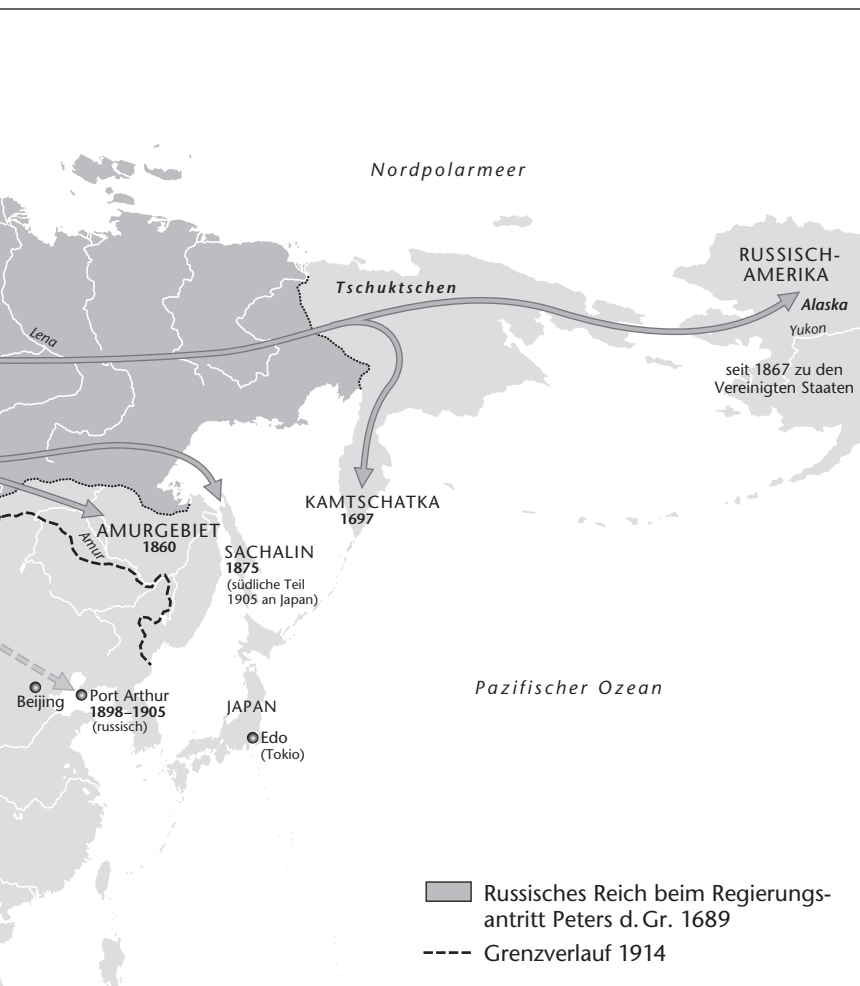 Nordpolarmeer
RUSSISCH-
AMERIKA
Tschuktschen
Alaska
Lena
Yukon
seit 1867 zu den
Vereinigten Staaten
KAMTSCHATKA
1697
AMURGEBIET
1860
Amur
SACHALIN
1875
(südliche Teil
1905 an Japan)
Pazifischer Ozean
Beijing
Port Arthur
1898–1905
(russisch)
JAPAN
Edo
(Tokio)
Russisches Reich beim Regierungs-
antritt Peters d. Gr. 1689
Grenzverlauf 1914